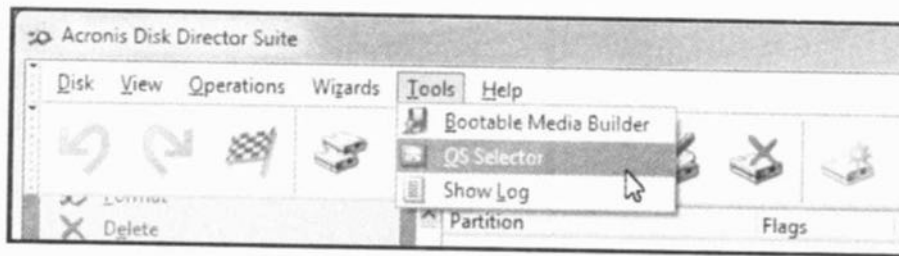 Acronis Disk Director Suite
Disk View Operations Wizards Tools Help
Bootable Media Builder
OS Selector
Show Log
Format
Delete
Partition Flags